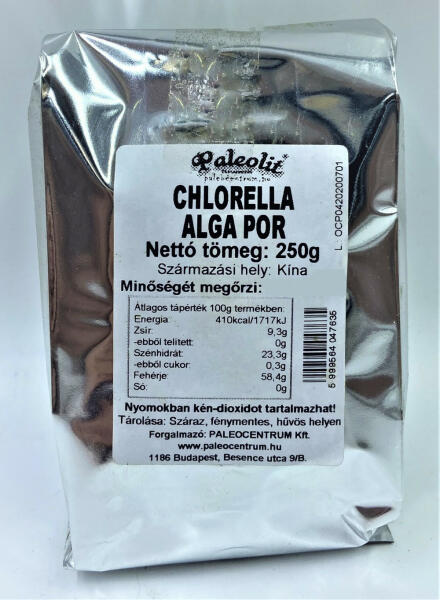 Paleolit
paleocentrum.hu
CHLORELLA
ALGA POR
Nettó tömeg: 250g
Származási hely: Kína
Minőségét megőrzi:
Átlagos tápérték 100g termékben:
Energia: 410kcal/1717kJ
Zsír: 9,3g
-ebből telített: 0g
Szénhidrát: 23,3g
-ebből cukor: 0,3g
Fehérje: 58,4g
Só: 0g
Nyomokban kén-dioxidot tartalmazhat!
Tárolása: Száraz, fénymentes, hűvös helyen
Forgalmazó: PALEOCENTRUM Kft.
www.paleocentrum.hu
1186 Budapest, Besence utca 9/B.
L.: OCP0420200701
5 999564 047635